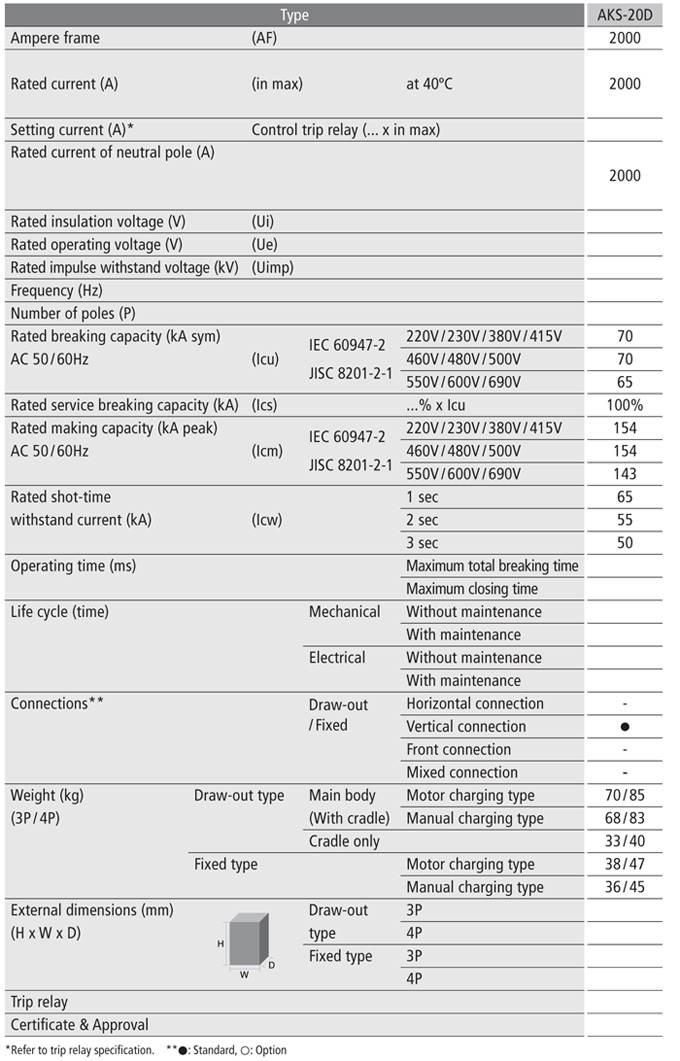 Type AKS-20D
Ampere frame (AF) 2000
Rated current (A) (in max) at 40ºC 2000
Setting current (A)* Control trip relay (... x in max)
Rated current of neutral pole (A)
2000
Rated insulation voltage (V) (Ui)
Rated operating voltage (V) (Ue)
Rated impulse withstand voltage (kV) (Uimp)
Frequency (Hz)
Number of poles (P)
Rated breaking capacity (kA sym) 220V/230V/380V/415V 70
IEC 60947-2
AC 50/60Hz (Icu) 460V/480V/500V 70
JISC 8201-2-1
550V/600V/690V 65
Rated service breaking capacity (kA) (Ics) ...% x Icu 100%
Rated making capacity (kA peak) 220V/230V/380V/415V 154
IEC 60947-2
AC 50/60Hz (Icm) 460V/480V/500V 154
JISC 8201-2-1
550V/600V/690V 143
Rated shot-time 1 sec 65
withstand current (kA) (Icw) 2 sec 55
3 sec 50
Operating time (ms) Maximum total breaking time
Maximum closing time
Life cycle (time) Mechanical Without maintenance
With maintenance
Electrical Without maintenance
With maintenance
Connections** Draw-out Horizontal connection -
/Fixed Vertical connection ●
Front connection -
Mixed connection -
Weight (kg) Draw-out type Main body Motor charging type 70/85
(3P/4P) (With cradle) Manual charging type 68/83
Cradle only 33/40
Fixed type Motor charging type 38/47
Manual charging type 36/45
External dimensions (mm) Draw-out 3P
(H x W x D) type 4P
H
Fixed type 3P
D
W
4P
Trip relay
Certificate & Approval
*Refer to trip relay specification. **●: Standard, ○: Option